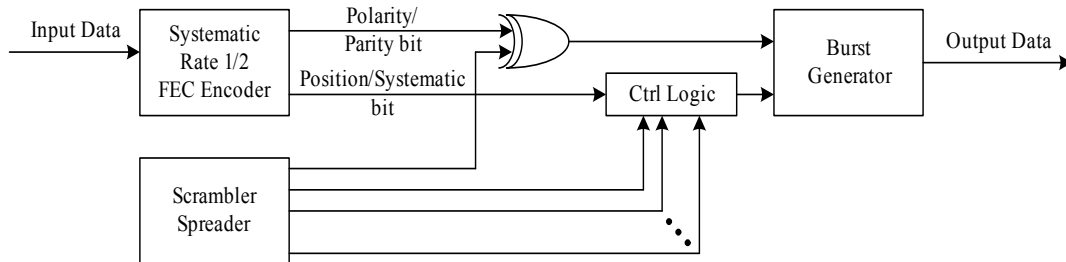 Input Data
Systematic
Rate 1/2
FEC Encoder
Polarity/
Parity bit
Position/Systematic
bit
Ctrl Logic
Burst
Generator
Output Data
Scrambler
Spreader